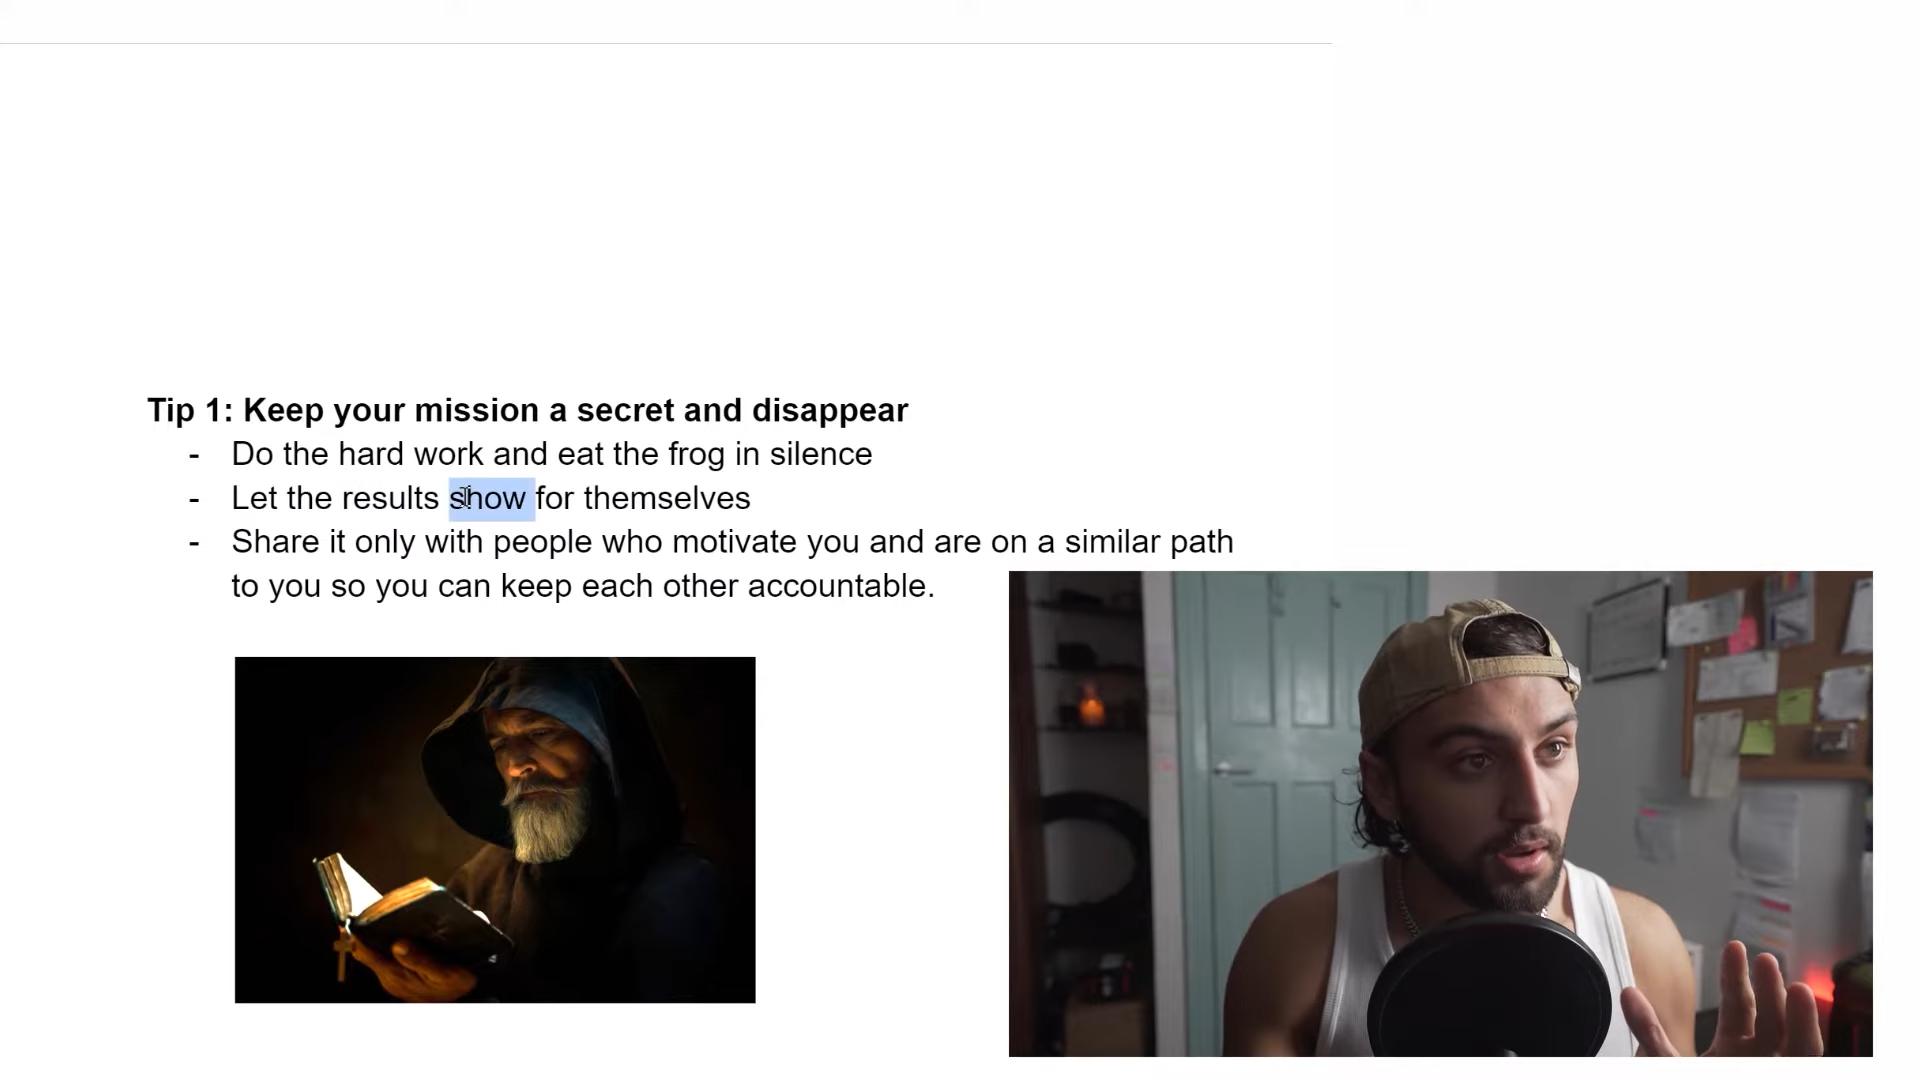 Tip 1: Keep your mission a secret and disappear
- Do the hard work and eat the frog in silence
- Let the results show for themselves
- Share it only with people who motivate you and are on a similar path
to you so you can keep each other accountable.